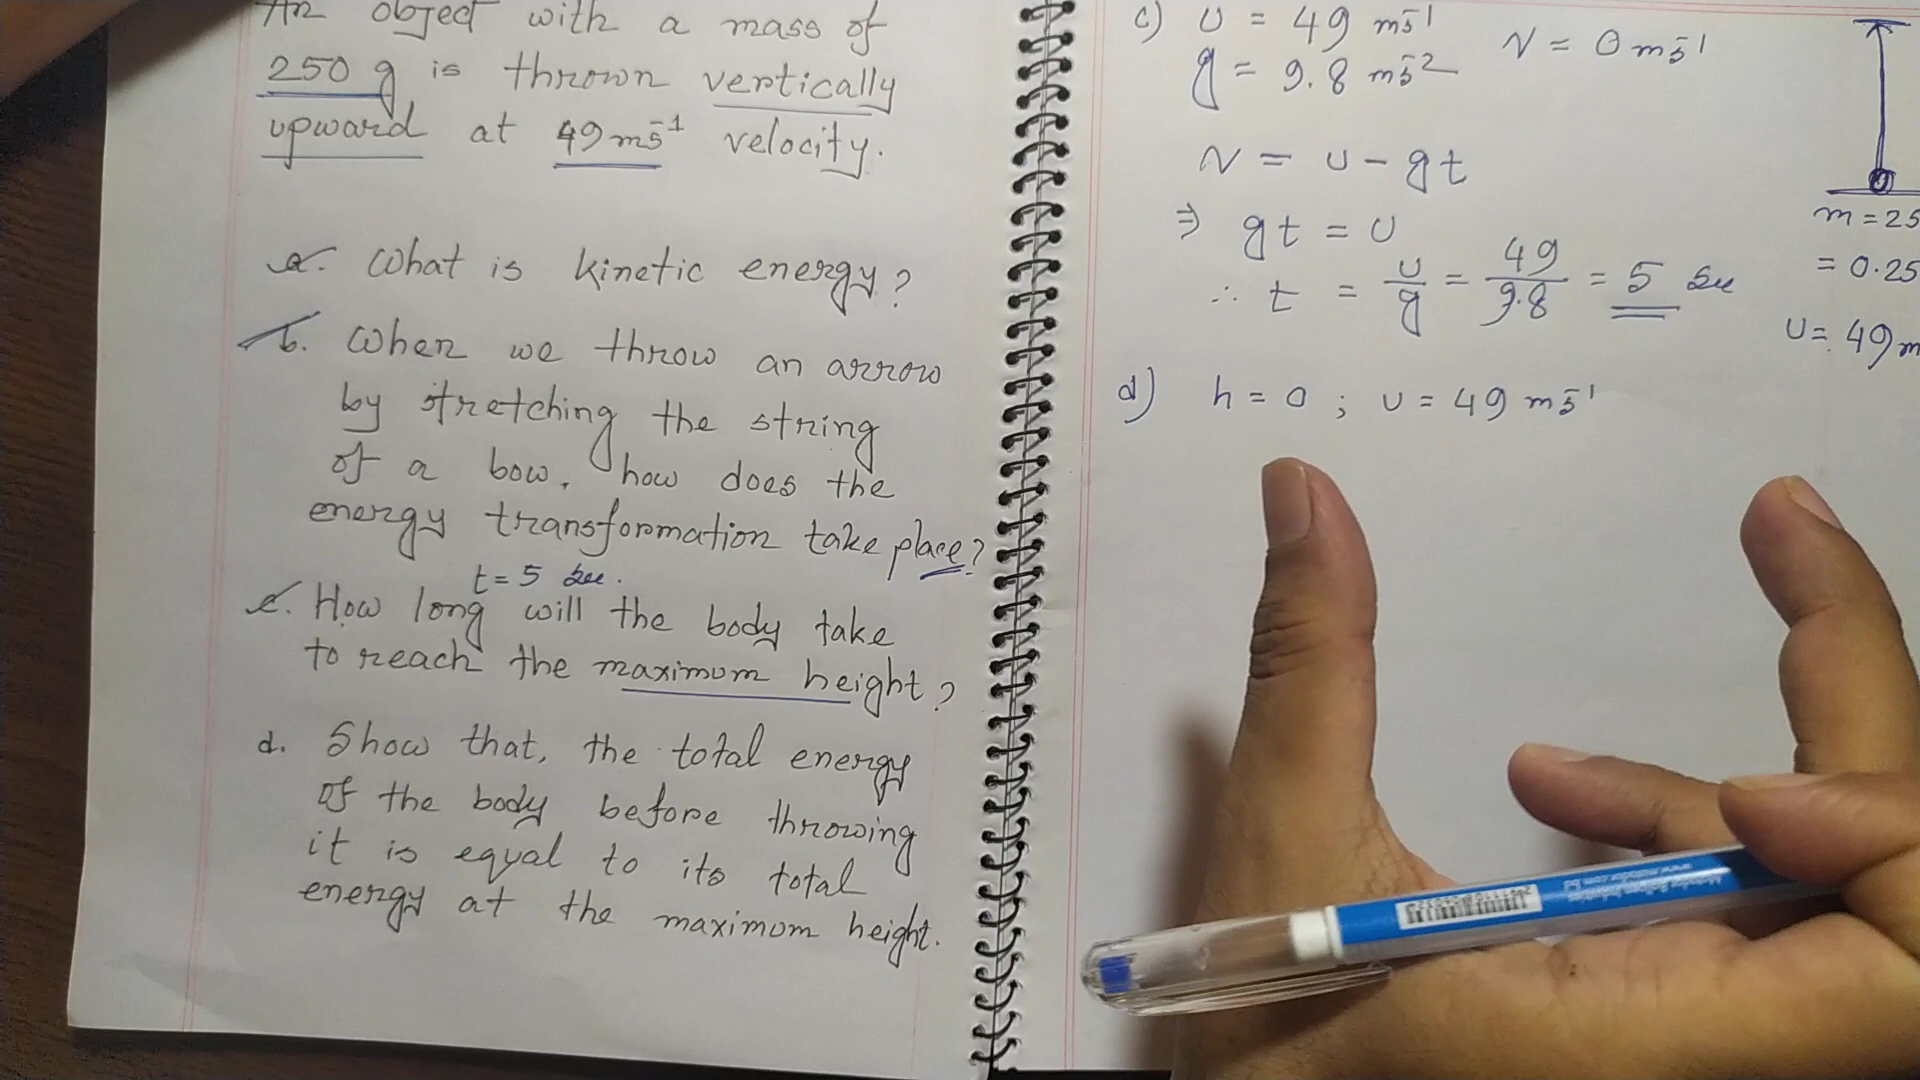 An object with a mass of
250 g is thrown vertically
upward at 49 ms⁻¹ velocity.
a. What is kinetic energy?
b. When we throw an arrow
by stretching the string
of a bow, how does the
energy transformation take place?
t = 5 sec.
c. How long will the body take
to reach the maximum height?
d. Show that, the total energy
of the body before throwing
it is equal to its total
energy at the maximum height.
c) u = 49 ms⁻¹
v = 0 ms⁻¹
g = 9.8 ms⁻²
v = u - gt
⇒ gt = u
∴ t = u/g = 49/9.8 = 5 sec
d) h = 0 ; u = 49 ms⁻¹
m = 25
= 0.25
u = 49 m